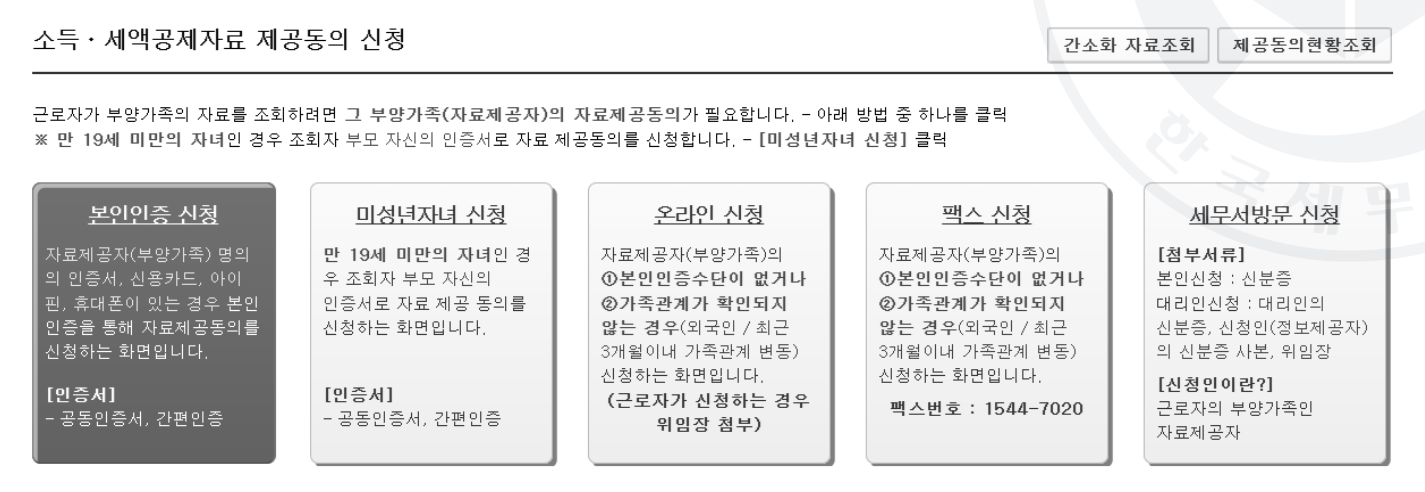 소득·세액공제자료 제공동의 신청
간소화 자료조회
제공동의현황조회
근로자가 부양가족의 자료를 조회하려면 그 부양가족(자료제공자)의 자료제공동의가 필요합니다. - 아래 방법 중 하나를 클릭
※ 만 19세 미만의 자녀인 경우 조회자 부모 자신의 인증서로 자료 제공동의를 신청합니다. - [미성년자녀 신청] 클릭
본인인증 신청
자료제공자(부양가족) 명의
의 인증서, 신용카드, 아이
핀, 휴대폰이 있는 경우 본인
인증을 통해 자료제공동의를
신청하는 화면입니다.
[인증서]
- 공동인증서, 간편인증
미성년자녀 신청
만 19세 미만의 자녀인 경
우 조회자 부모 자신의
인증서로 자료 제공 동의를
신청하는 화면입니다.
[인증서]
- 공동인증서, 간편인증
온라인 신청
자료제공자(부양가족)의
①본인인증수단이 없거나
②가족관계가 확인되지
않는 경우(외국인 / 최근
3개월이내 가족관계 변동)
신청하는 화면입니다.
(근로자가 신청하는 경우
위임장 첨부)
팩스 신청
자료제공자(부양가족)의
①본인인증수단이 없거나
②가족관계가 확인되지
않는 경우(외국인 / 최근
3개월이내 가족관계 변동)
신청하는 화면입니다.
팩스번호 : 1544-7020
세무서방문 신청
[첨부서류]
본인신청 : 신분증
대리인신청 : 대리인의
신분증, 신청인(정보제공자)
의 신분증 사본, 위임장
[신청인이란?]
근로자의 부양가족인
자료제공자
한국세무